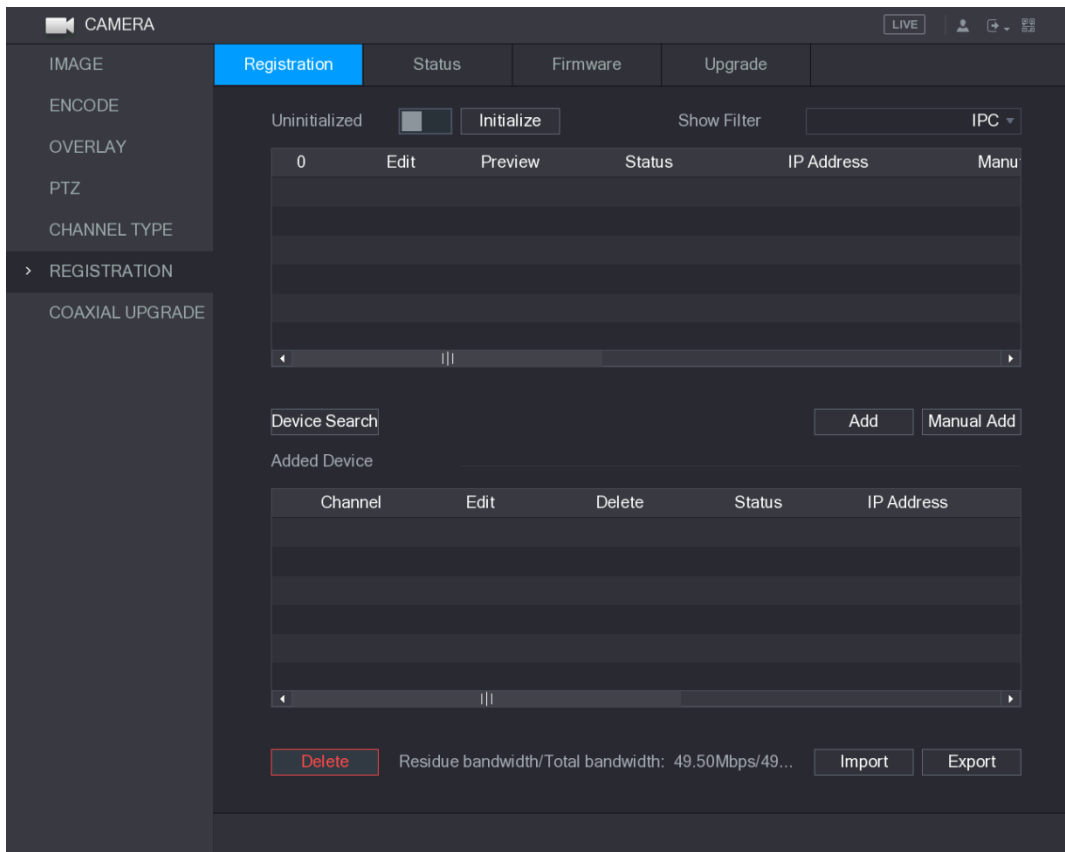 CAMERA
LIVE
IMAGE
ENCODE
OVERLAY
PTZ
CHANNEL TYPE
REGISTRATION
COAXIAL UPGRADE
Registration Status Firmware Upgrade
Uninitialized Initialize Show Filter IPC
0 Edit Preview Status IP Address Manu
Device Search Add Manual Add
Added Device
Channel Edit Delete Status IP Address
Delete Residue bandwidth/Total bandwidth: 49.50Mbps/49... Import Export